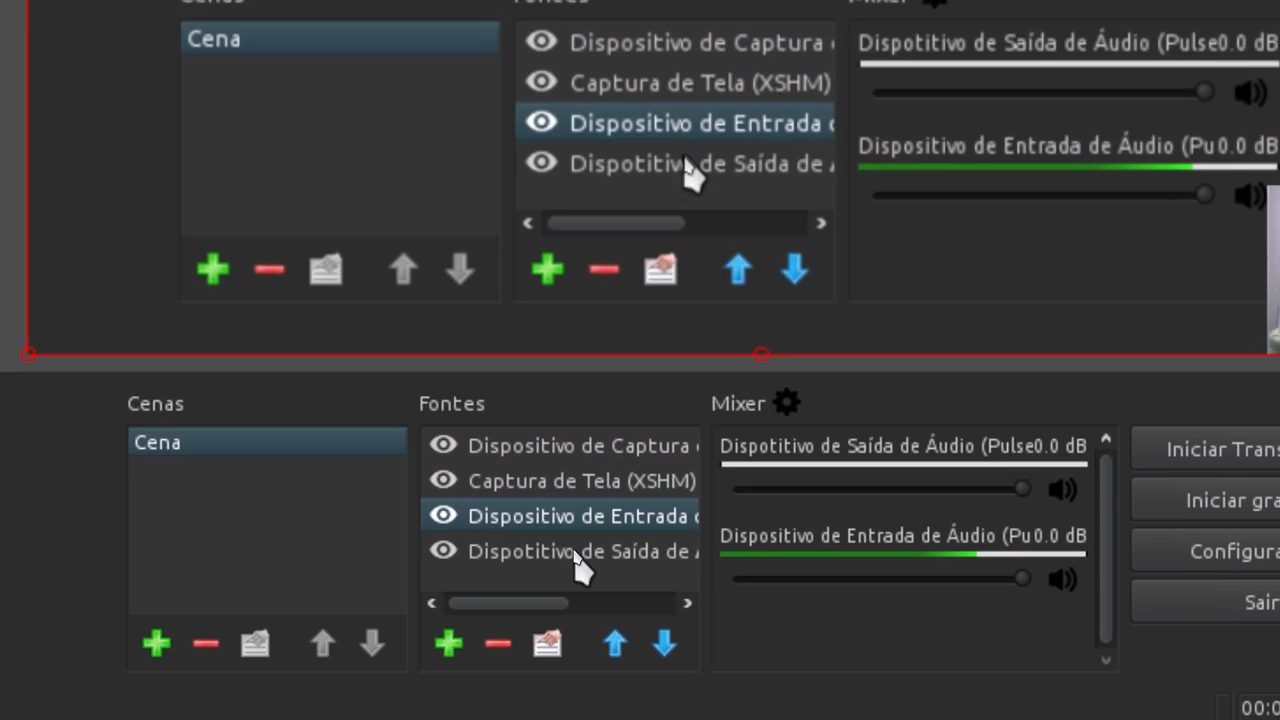 Cenas Fontes Mixer
Cena
Dispositivo de Captura
Captura de Tela (XSHM)
Dispositivo de Entrada
Dispotitivo de Saída de
Dispotitivo de Saída de Áudio (Pulse0.0 dB
Dispositivo de Entrada de Áudio (Pu0.0 dB
Cenas
Fontes
Mixer
Cena
Dispositivo de Captura
Captura de Tela (XSHM)
Dispositivo de Entrada
Dispotitivo de Saída de
Dispotitivo de Saída de Áudio (Pulse0.0 dB
Dispositivo de Entrada de Áudio (Pu0.0 dB
Iniciar Trans
Iniciar gra
Configura
Sair
00:0